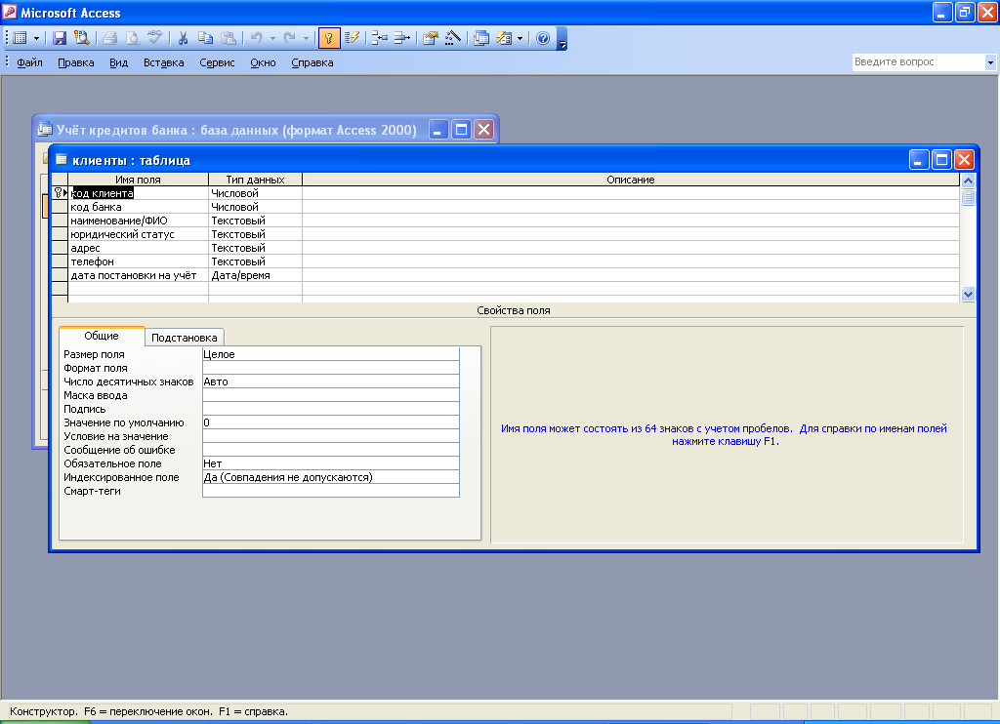 Microsoft Access
Файл Правка Вид Вставка Сервис Окно Справка Введите вопрос
Учёт кредитов банка : база данных (формат Access 2000)
клиенты : таблица
Имя поля Тип данных Описание
код клиента Числовой
код банка Числовой
наименование/ФИО Текстовый
юридический статус Текстовый
адрес Текстовый
телефон Текстовый
дата постановки на учёт Дата/время
Свойства поля
Общие Подстановка
Размер поля Целое
Формат поля
Число десятичных знаков Авто
Маска ввода
Подпись
Значение по умолчанию 0
Условие на значение
Сообщение об ошибке
Обязательное поле Нет
Индексированное поле Да (Совпадения не допускаются)
Смарт-теги
Имя поля может состоять из 64 знаков с учетом пробелов. Для справки по именам полей
нажмите клавишу F1.
Конструктор. F6 = переключение окон. F1 = справка.